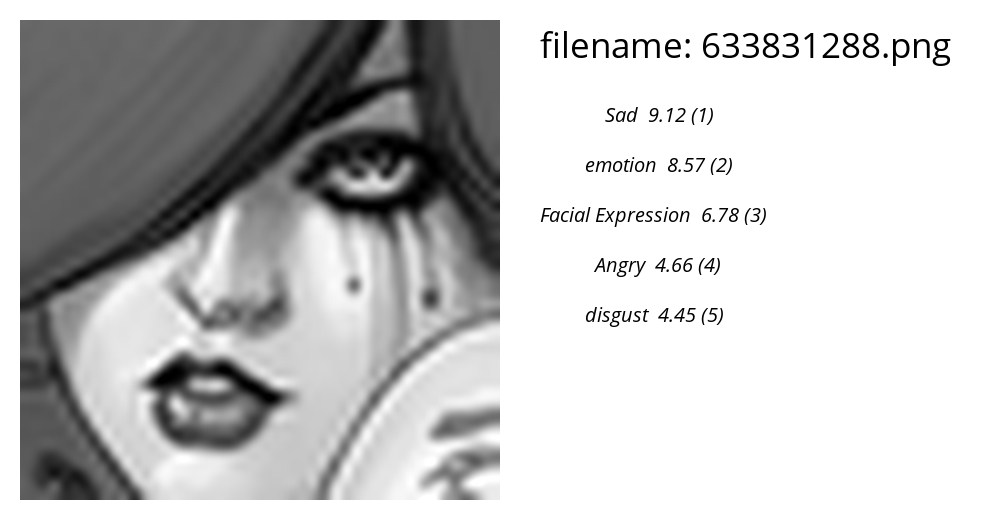 filename: 633831288.png
Sad 9.12 (1)
emotion 8.57 (2)
Facial Expression 6.78 (3)
Angry 4.66 (4)
disgust 4.45 (5)